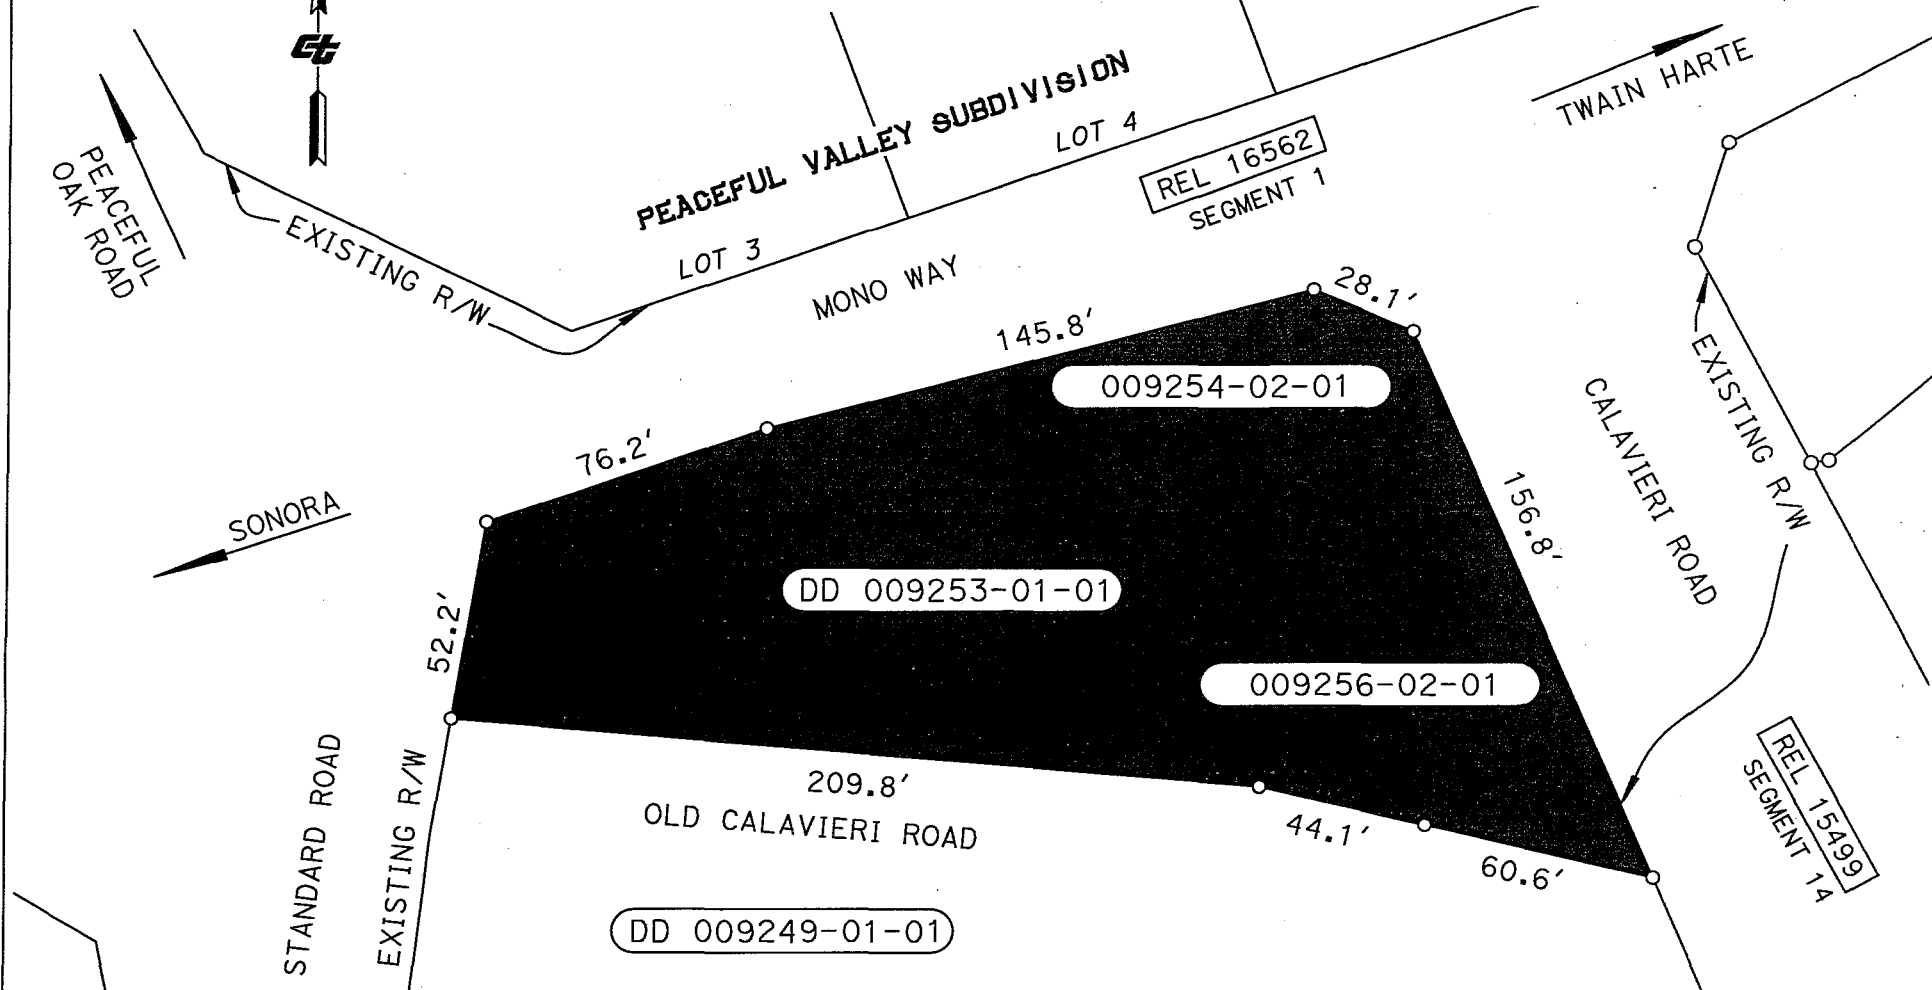 Ct
PEACEFUL
OAK ROAD
EXISTING R/W
PEACEFUL VALLEY SUBDIVISION
LOT 3
LOT 4
REL 16562
SEGMENT 1
TWAIN HARTE
MONO WAY
28.1'
145.8'
76.2'
009254-02-01
EXISTING R/W
CALAVIERI ROAD
156.8'
SONORA
DD 009253-01-01
52.2'
009256-02-01
STANDARD ROAD
EXISTING R/W
209.8'
OLD CALAVIERI ROAD
44.1'
60.6'
REL 15499
SEGMENT 14
DD 009249-01-01